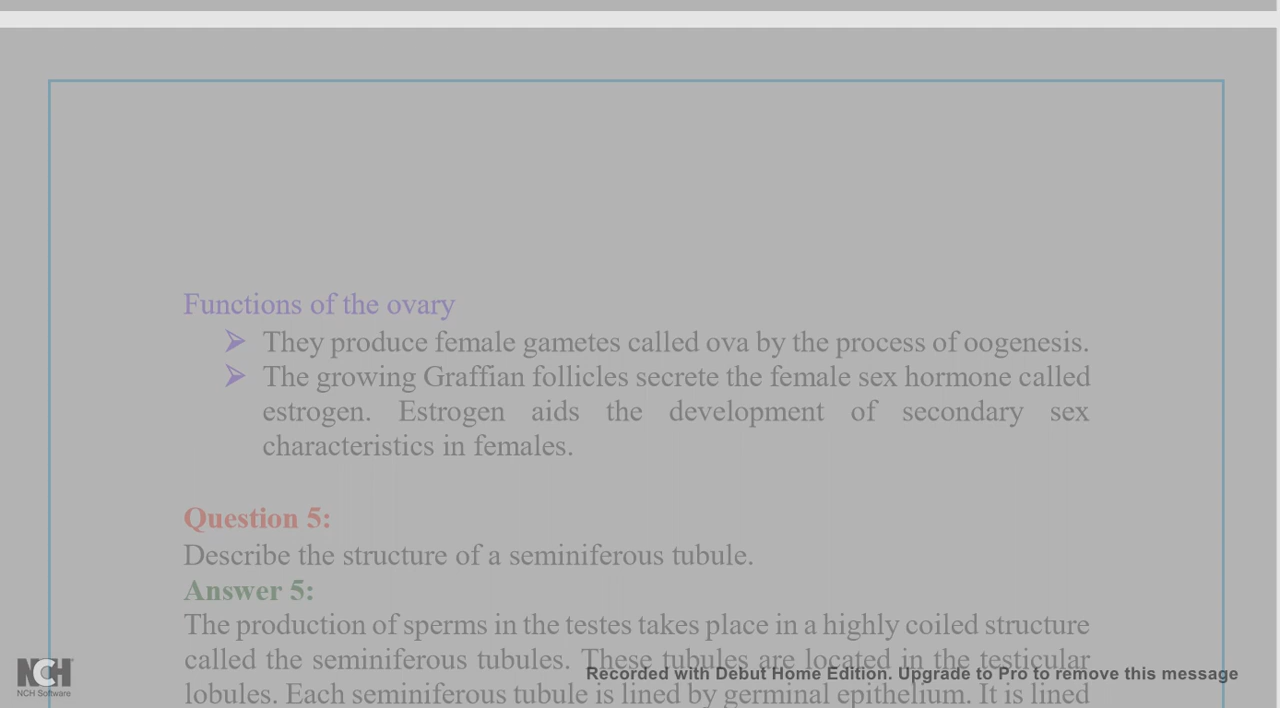 Functions of the ovary
➢ They produce female gametes called ova by the process of oogenesis.
➢ The growing Graffian follicles secrete the female sex hormone called
estrogen. Estrogen aids the development of secondary sex
characteristics in females.
Question 5:
Describe the structure of a seminiferous tubule.
Answer 5:
The production of sperms in the testes takes place in a highly coiled structure
called the seminiferous tubules. These tubules are located in the testicular
Recorded with Debut Home Edition. Upgrade to Pro to remove this message
lobules. Each seminiferous tubule is lined by germinal epithelium. It is lined
NCH
NCH Software